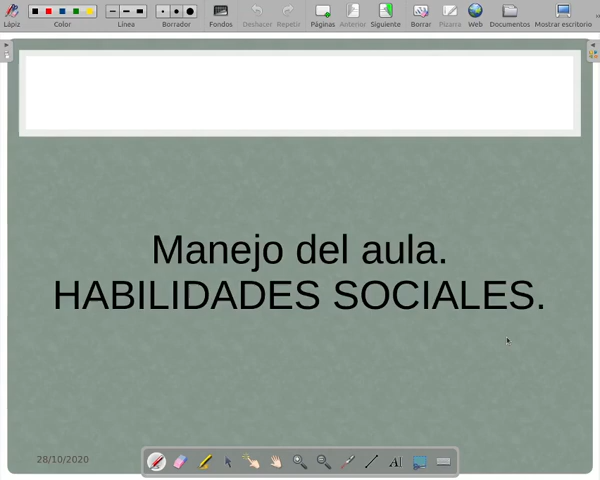 Lápiz
Color
Línea
Borrador
Fondos
Deshacer
Repetir
Páginas
Anterior
Siguiente
Borrar
Pizarra
Web
Documentos
Mostrar escritorio
Manejo del aula.
HABILIDADES SOCIALES.
28/10/2020
AI